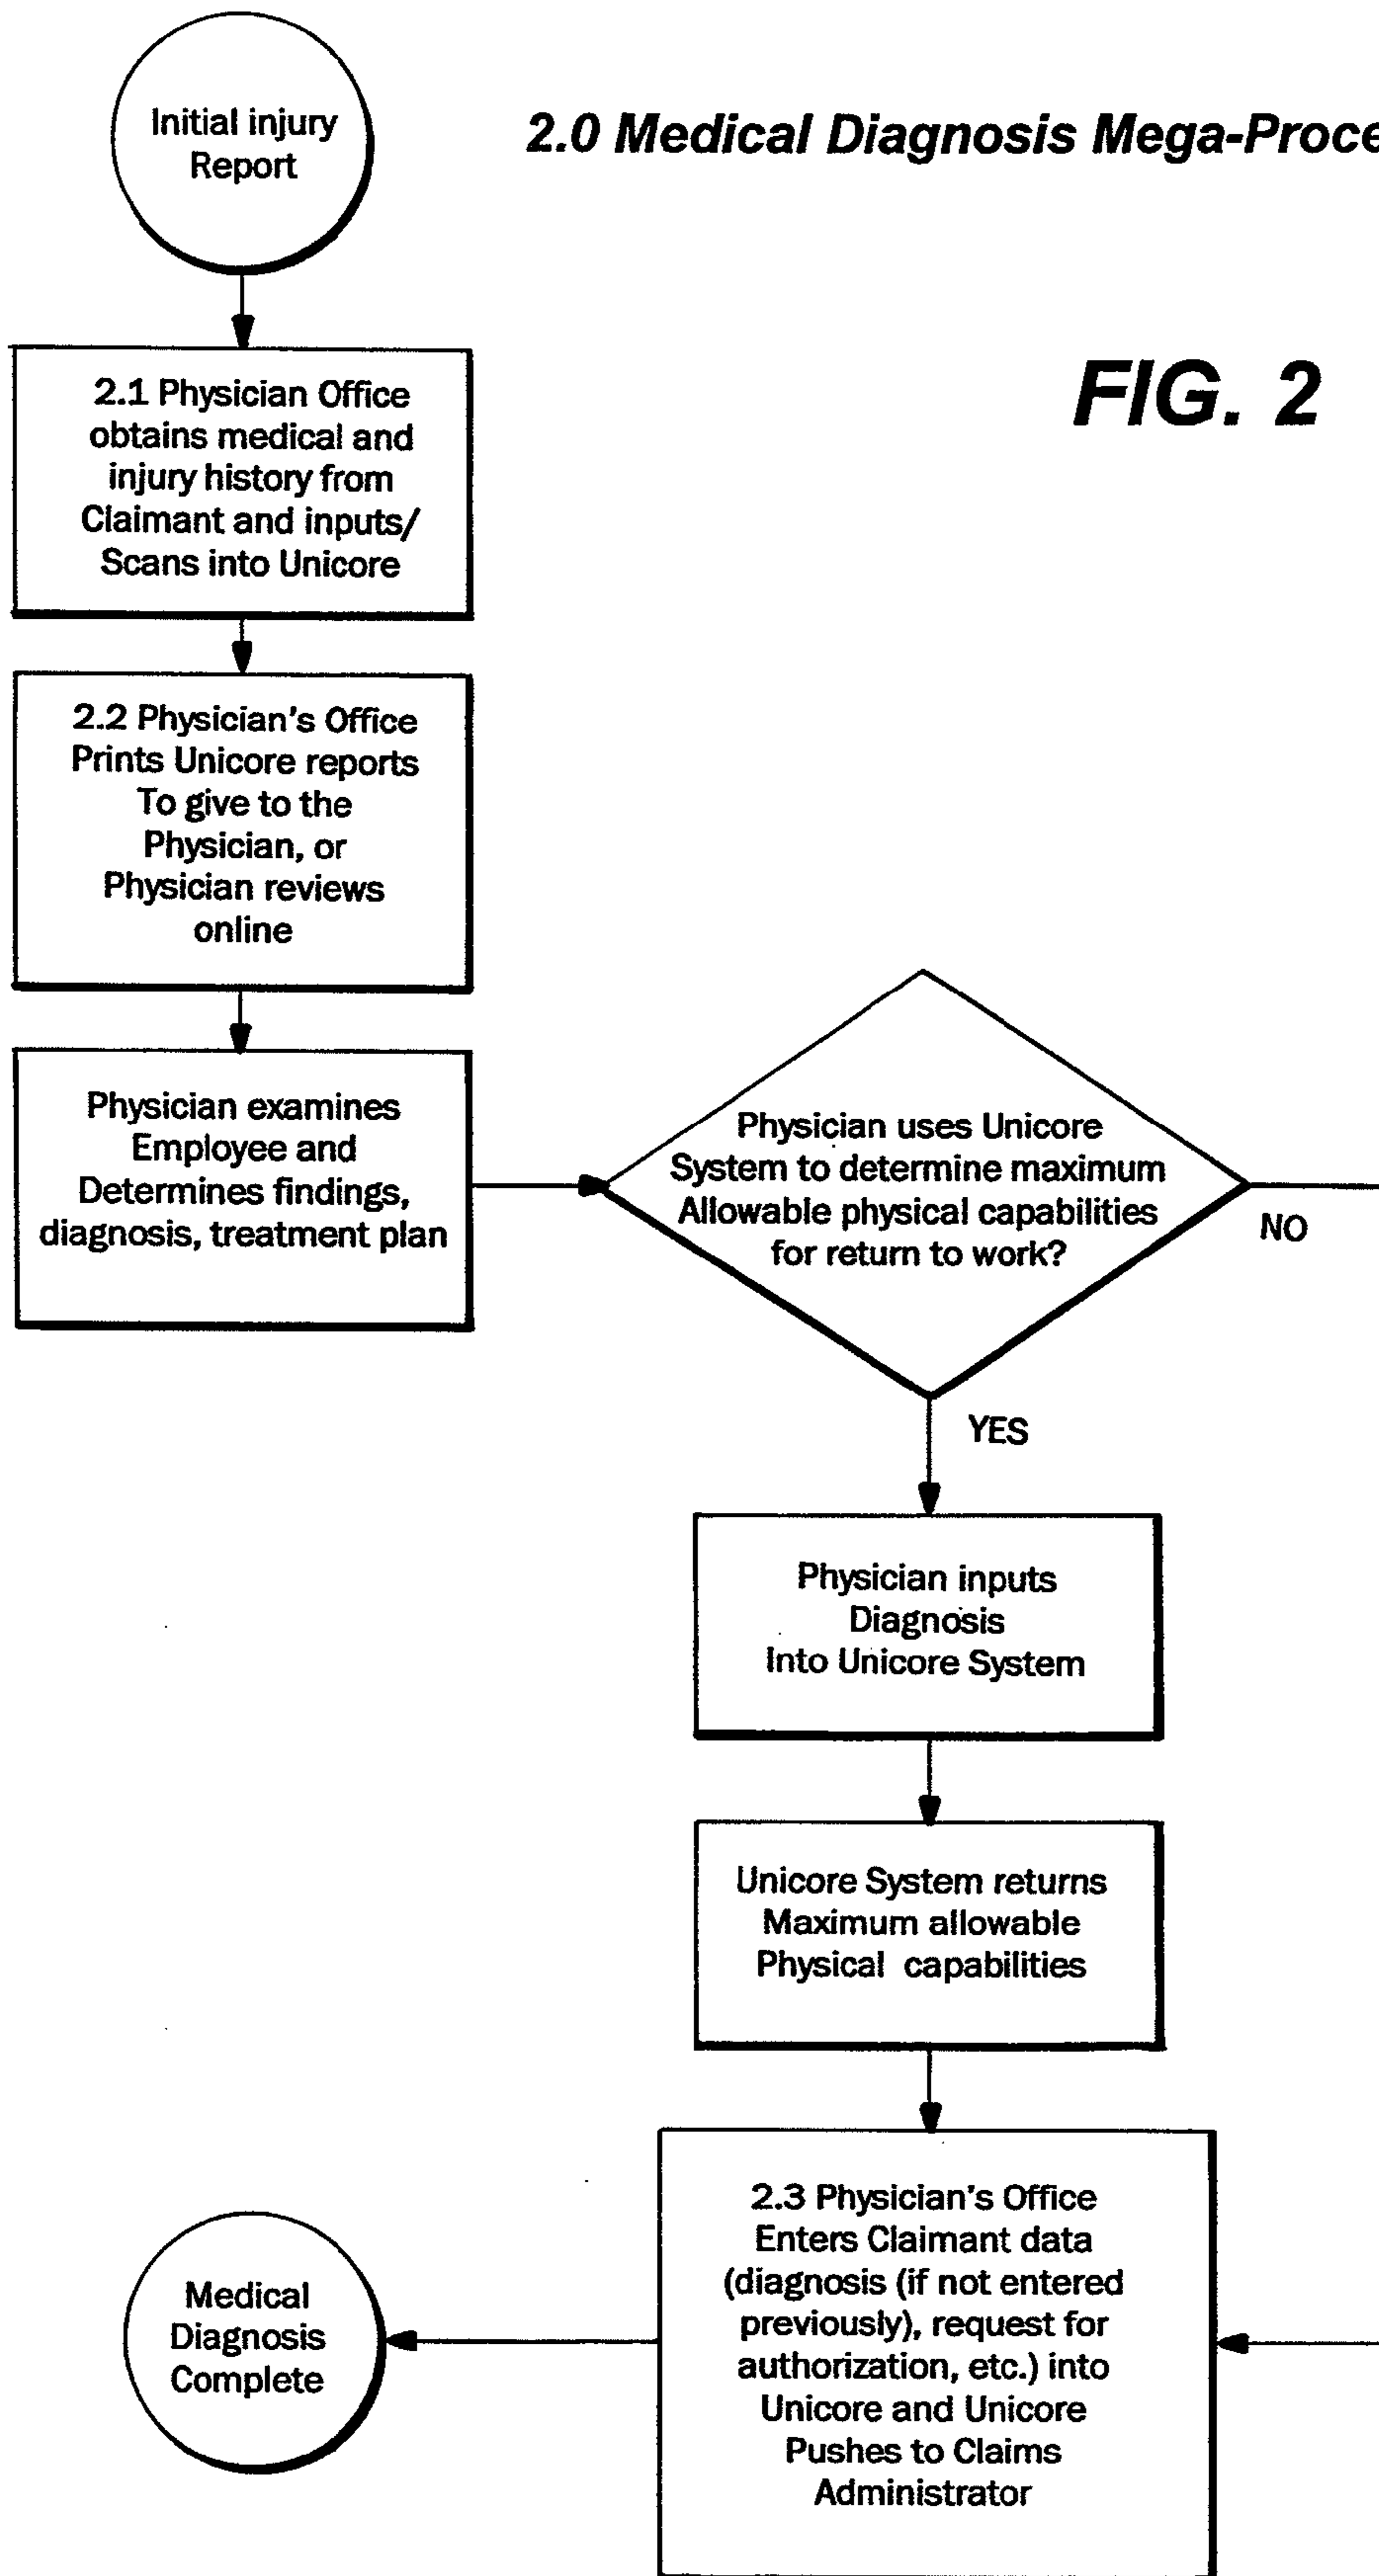 Initial injury
Report
2.0 Medical Diagnosis Mega-Proce
FIG. 2
2.1 Physician Office
obtains medical and
injury history from
Claimant and inputs/
Scans into Unicore
2.2 Physician's Office
Prints Unicore reports
To give to the
Physician, or
Physician reviews
online
Physician examines
Employee and
Determines findings,
diagnosis, treatment plan
Physician uses Unicore
System to determine maximum
Allowable physical capabilities
for return to work?
NO
YES
Physician inputs
Diagnosis
Into Unicore System
Unicore System returns
Maximum allowable
Physical capabilities
2.3 Physician's Office
Enters Claimant data
(diagnosis (if not entered
previously), request for
authorization, etc.) into
Unicore and Unicore
Pushes to Claims
Administrator
Medical
Diagnosis
Complete